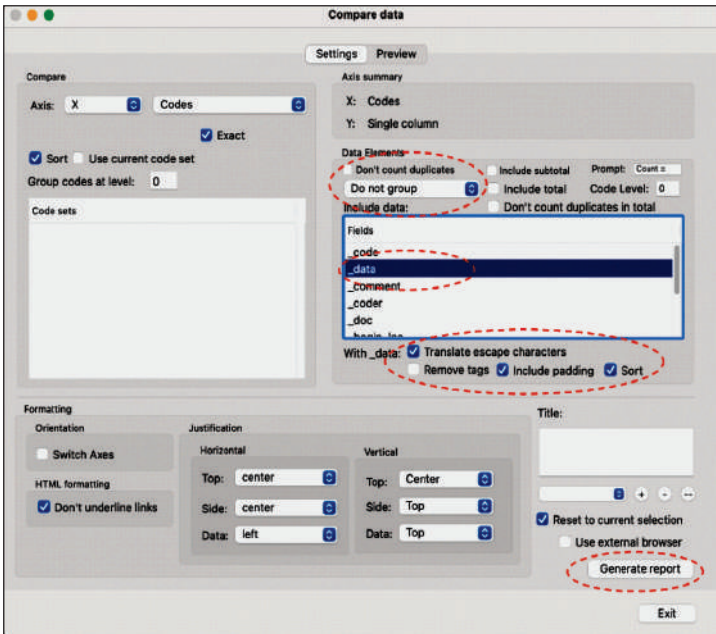 Compare data
Settings Preview
Compare
Axis: X Codes
Exact
Sort Use current code set
Group codes at level: 0
Code sets
Axis summary
X: Codes
Y: Single column
Data Elements
Don't count duplicates Include subtotal Prompt: Count =
Do not group Include total Code Level: 0
Include data: Don't count duplicates in total
Fields
_code
_data
_comment
_coder
_doc
With _data: Translate escape characters
Remove tags Include padding Sort
Formatting
Orientation
Switch Axes
HTML formatting
Don't underline links
Justification
Horizontal
Top: center
Side: center
Data: left
Vertical
Top: Center
Side: Top
Data: Top
Title:
Reset to current selection
Use external browser
Generate report
Exit